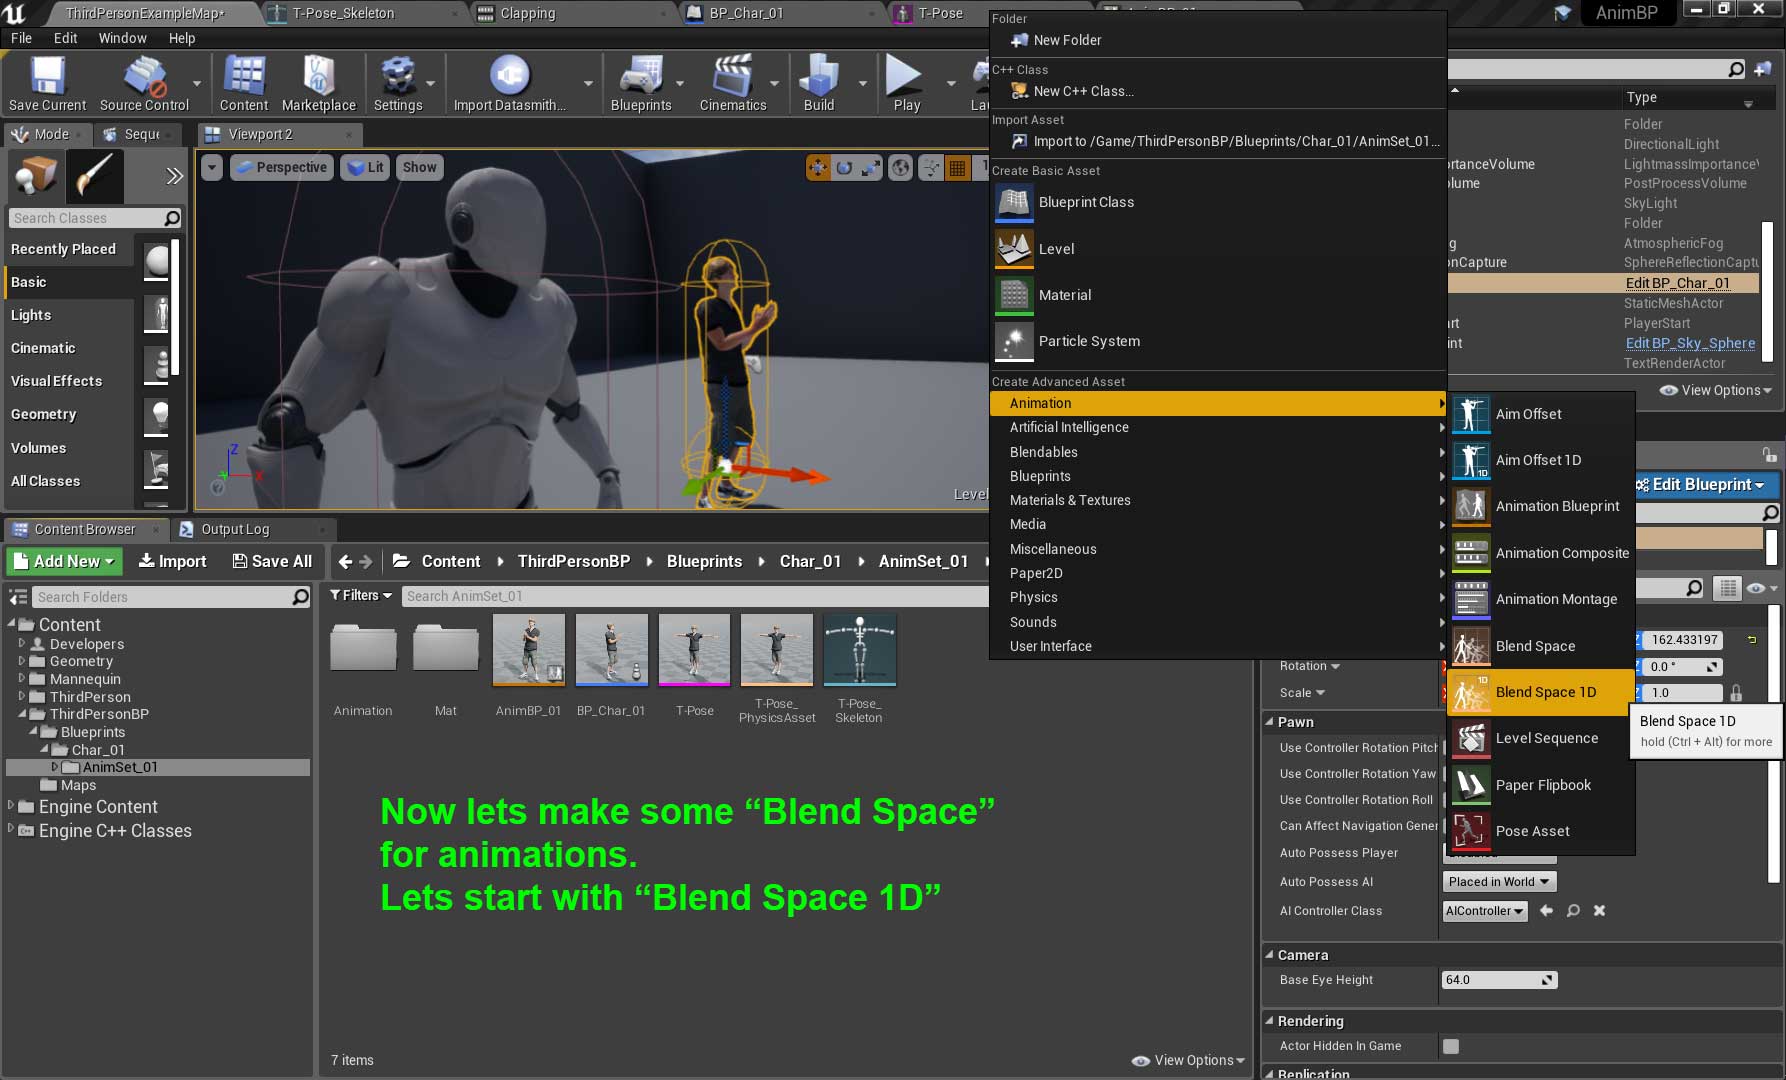 ThirdPersonExampleMap*
T-Pose_Skeleton
Clapping
BP_Char_01
T-Pose
AnimBP
File Edit Window Help
Save Current
Source Control
Content
Marketplace
Settings
Import Datasmith...
Blueprints
Cinematics
Build
Play
Mode
Seque
Viewport 2
Perspective
Lit
Show
Search Classes
Recently Placed
Basic
Lights
Cinematic
Visual Effects
Geometry
Volumes
All Classes
Z
X
Level
Folder
New Folder
C++ Class
New C++ Class...
Import Asset
Import to /Game/ThirdPersonBP/Blueprints/Char_01/AnimSet_01...
Create Basic Asset
Blueprint Class
Level
Material
Particle System
Create Advanced Asset
Animation
Artificial Intelligence
Blendables
Blueprints
Materials & Textures
Media
Miscellaneous
Paper2D
Physics
Sounds
User Interface
Aim Offset
Aim Offset 1D
Animation Blueprint
Animation Composite
Animation Montage
Blend Space
Blend Space 1D
Level Sequence
Paper Flipbook
Pose Asset
Blend Space 1D
hold (Ctrl + Alt) for more
Type
Folder
DirectionalLight
LightmassImportanceV
PostProcessVolume
SkyLight
Folder
AtmosphericFog
SphereReflectionCaptu
Edit BP_Char_01
StaticMeshActor
PlayerStart
Edit BP_Sky_Sphere
TextRenderActor
View Options
Edit Blueprint
162.433197
Rotation
0.0 °
Scale
1.0
Pawn
Use Controller Rotation Pitch
Use Controller Rotation Yaw
Use Controller Rotation Roll
Can Affect Navigation Gener
Auto Possess Player
Auto Possess AI
Placed in World
AI Controller Class
AIController
Camera
Base Eye Height
64.0
Rendering
Actor Hidden In Game
Replication
Content Browser
Output Log
Add New
Import
Save All
Content
ThirdPersonBP
Blueprints
Char_01
AnimSet_01
Search Folders
Filters
Search AnimSet_01
Content
Developers
Geometry
Mannequin
ThirdPerson
ThirdPersonBP
Blueprints
Char_01
AnimSet_01
Maps
Engine Content
Engine C++ Classes
Animation
Mat
AnimBP_01
BP_Char_01
T-Pose
T-Pose_
PhysicsAsset
T-Pose_
Skeleton
Now lets make some “Blend Space”
for animations.
Lets start with “Blend Space 1D”
7 items
View Options